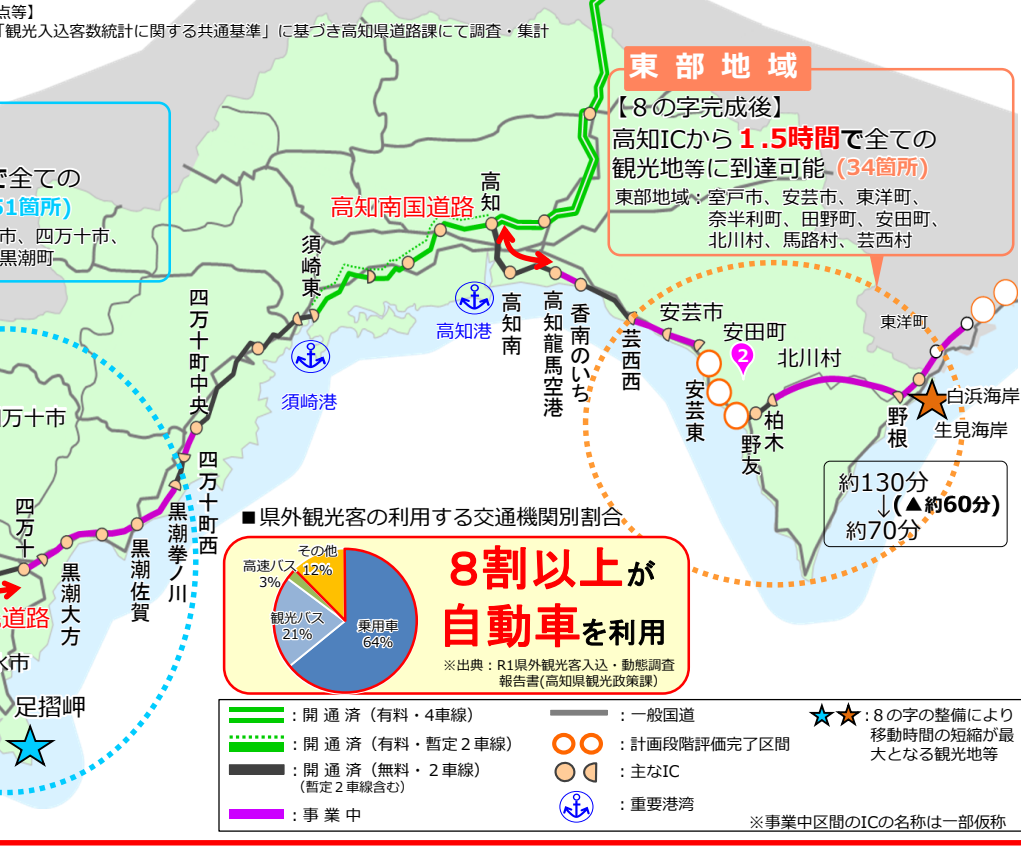 点等】
「観光入込客数統計に関する共通基準」に基づき高知県道路課にて調査・集計
東部地域
【８の字完成後】
高知ICから1.5時間で全ての
観光地等に到達可能 (34箇所)
東部地域：室戸市、安芸市、東洋町、
奈半利町、田野町、安田町、
北川村、馬路村、芸西村
で全ての
51箇所)
市、四万十市、
黒潮町
高知南国道路
高知
須崎東
高知港
高知南
高知龍馬空港
香南のいち
芸西西
安芸市
安田町
2
北川村
東洋町
安芸東
野友
柏木
野根
白浜海岸
生見海岸
約130分
↓(▲約60分)
約70分
須崎港
四万十町中央
四万十町西
黒潮拳ノ川
黒潮佐賀
黒潮大方
四万十
万十市
道路
水市
足摺岬
■県外観光客の利用する交通機関別割合
その他
12%
高速バス
3%
観光バス
21%
乗用車
64%
8割以上が
自動車を利用
※出典：R1県外観光客入込・動態調査
報告書(高知県観光政策課)
：開通済（有料・4車線）
：開通済（有料・暫定２車線）
：開通済（無料・２車線）
（暫定２車線含む）
：事業中
：一般国道
：計画段階評価完了区間
：主なIC
：重要港湾
：８の字の整備により
移動時間の短縮が最
大となる観光地等
※事業中区間のICの名称は一部仮称